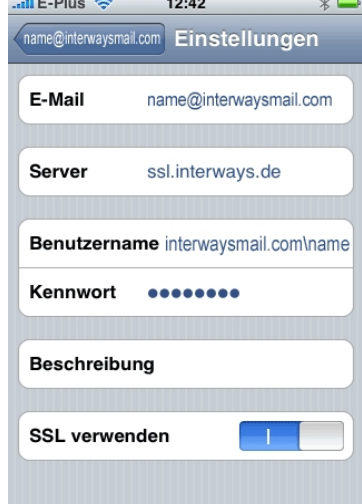 E-Plus 12:42
name@interwaysmail.com Einstellungen
E-Mail name@interwaysmail.com
Server ssl.interways.de
Benutzername interwaysmail.com\name
Kennwort ●●●●●●●●
Beschreibung
SSL verwenden I